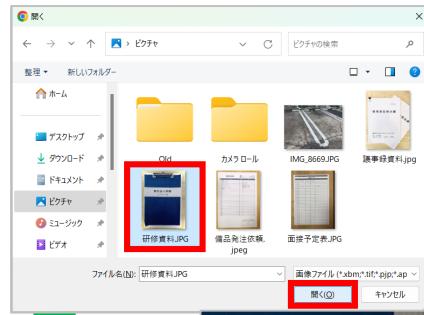 開く
ピクチャ
ピクチャの検索
整理
新しいフォルダー
ホーム
デスクトップ
ダウンロード
ドキュメント
ピクチャ
ミュージック
ビデオ
Old
カメラ ロール
IMG_8669.JPG
議事録資料.jpg
研修資料.JPG
備品発注依頼.
jpeg
面接予定表.JPG
ファイル名(N): 研修資料.JPG
画像ファイル (*.xbm;*.tif;*.pjp;*.ap
開く(O)
キャンセル